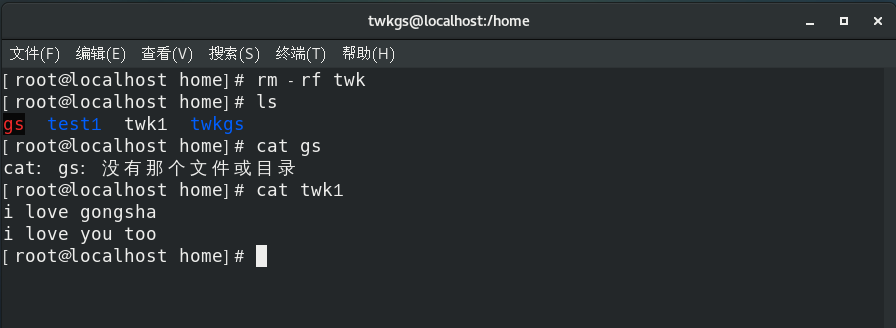 twkgs@localhost:/home
文件(F) 编辑(E) 查看(V) 搜索(S) 终端(T) 帮助(H)
[root@localhost home]# rm -rf twk
[root@localhost home]# ls
gs test1 twk1 twkgs
[root@localhost home]# cat gs
cat: gs: 没有那个文件或目录
[root@localhost home]# cat twk1
i love gongsha
i love you too
[root@localhost home]#